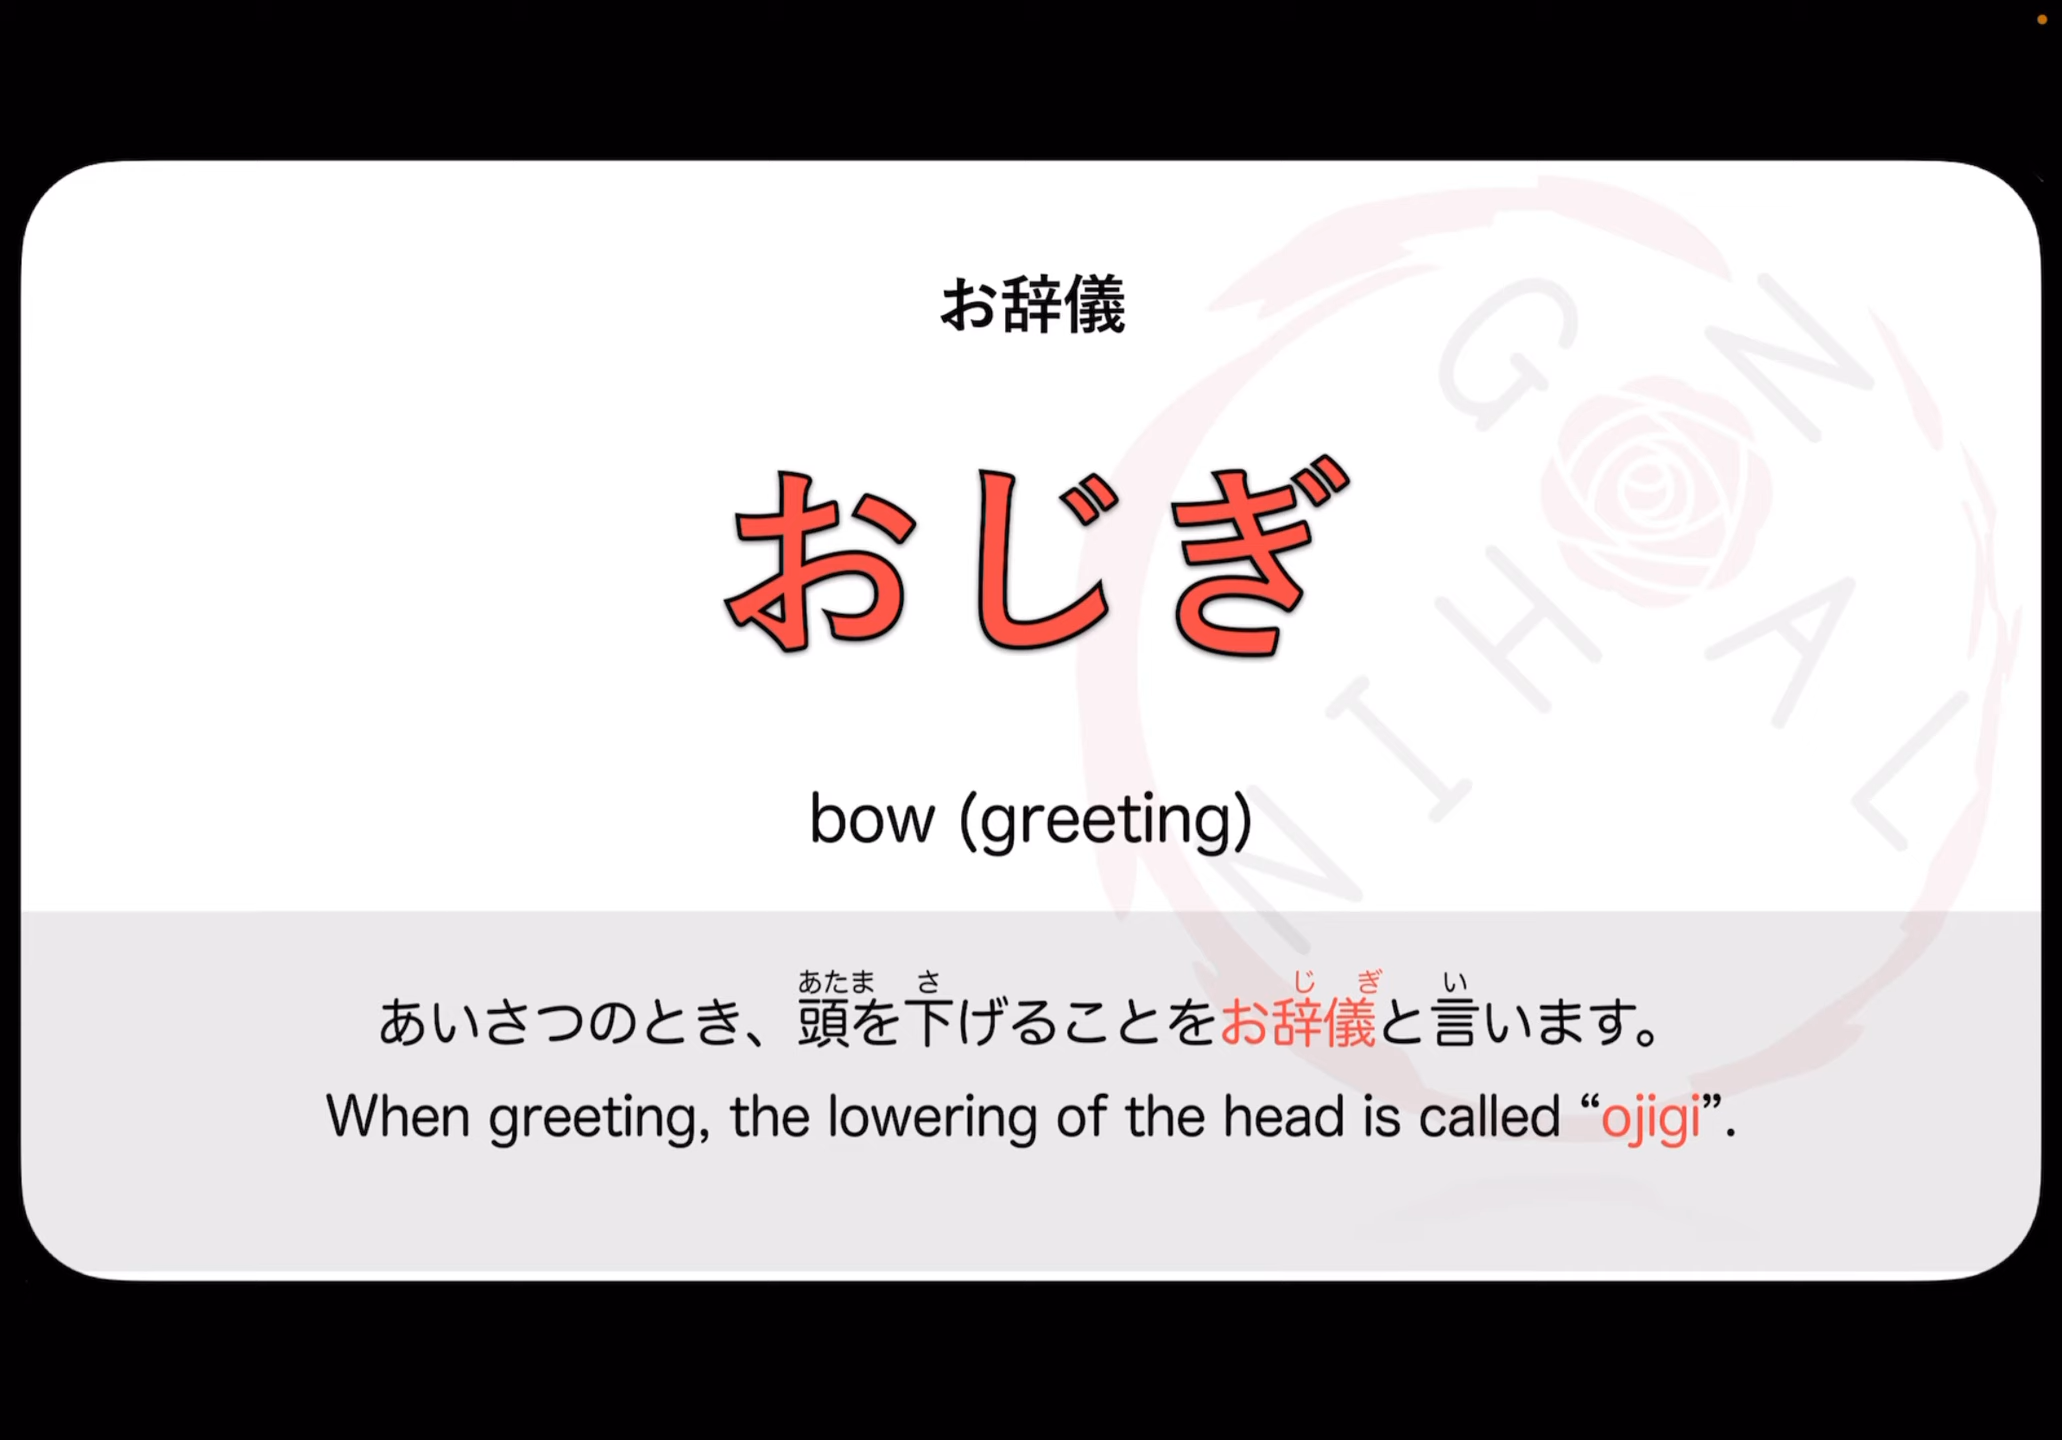 お辞儀
おじぎ
bow (greeting)
あいさつのとき、頭を下げることをお辞儀と言います。
あたま さ じ ぎ い
When greeting, the lowering of the head is called “ojigi”.
NIHON
LANG